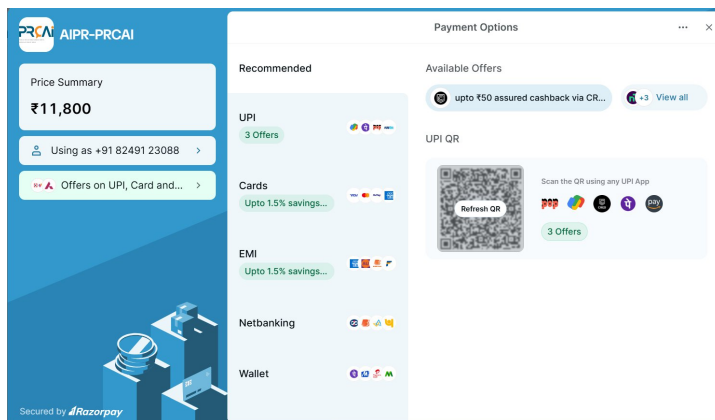 PRCAi
AIPR-PRCAI
Price Summary
₹11,800
Using as +91 82491 23088
Offers on UPI, Card and...
Secured by Razorpay
Payment Options
Recommended
UPI
3 Offers
Cards
Upto 1.5% savings...
EMI
Upto 1.5% savings...
Netbanking
Wallet
Available Offers
upto ₹50 assured cashback via CR...
+3 View all
UPI QR
Refresh QR
Scan the QR using any UPI App
POP
pay
3 Offers